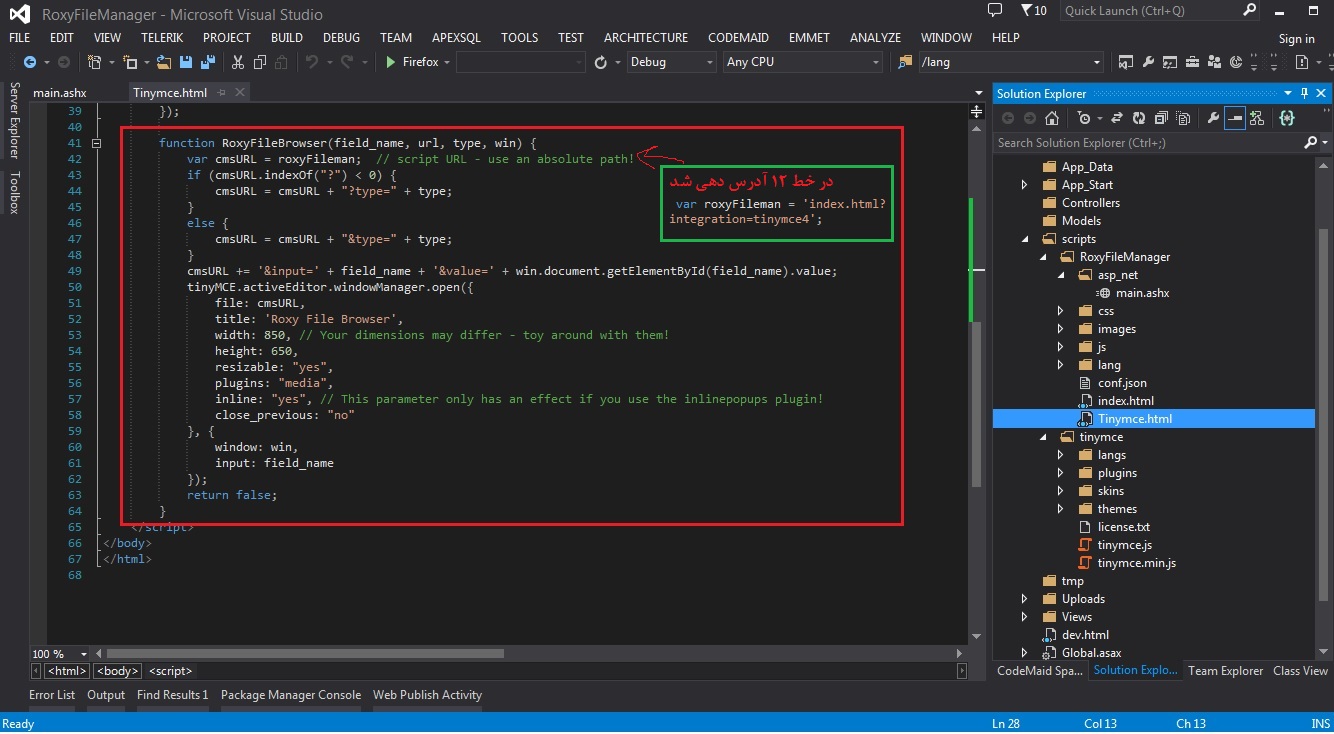 RoxyFileManager - Microsoft Visual Studio
10
Quick Launch (Ctrl+Q)
FILE EDIT VIEW TELERIK PROJECT BUILD DEBUG TEAM APEXSQL TOOLS TEST ARCHITECTURE CODEMAID EMMET ANALYZE WINDOW HELP
Sign in
Firefox
Debug
Any CPU
/lang
Server Explorer
Toolbox
main.ashx
Tinymce.html
39 });
40
41 function RoxyFileBrowser(field_name, url, type, win) {
42 var cmsURL = roxyFileman;  // script URL - use an absolute path!
43 if (cmsURL.indexOf("?") < 0) {
44 cmsURL = cmsURL + "?type=" + type;
45 }
46 else {
47 cmsURL = cmsURL + "&type=" + type;
48 }
49 cmsURL += '&input=' + field_name + '&value=' + win.document.getElementById(field_name).value;
50 tinyMCE.activeEditor.windowManager.open({
51 file: cmsURL,
52 title: 'Roxy File Browser',
53 width: 850, // Your dimensions may differ - toy around with them!
54 height: 650,
55 resizable: "yes",
56 plugins: "media",
57 inline: "yes", // This parameter only has an effect if you use the inlinepopups plugin!
58 close_previous: "no"
59 }, {
60 window: win,
61 input: field_name
62 });
63 return false;
64 }
65 </script>
66 </body>
67 </html>
68
در خط ۱۲ آدرس دهی شد
var roxyFileman = 'index.html?
integration=tinymce4';
100 %
<html> <body> <script>
Solution Explorer
Search Solution Explorer (Ctrl+;)
App_Data
App_Start
Controllers
Models
scripts
RoxyFileManager
asp_net
main.ashx
css
images
js
lang
conf.json
index.html
Tinymce.html
tinymce
langs
plugins
skins
themes
license.txt
tinymce.js
tinymce.min.js
tmp
Uploads
Views
dev.html
Global.asax
CodeMaid Spa... Solution Explo... Team Explorer Class View
Error List Output Find Results 1 Package Manager Console Web Publish Activity
Ready
Ln 28 Col 13 Ch 13 INS